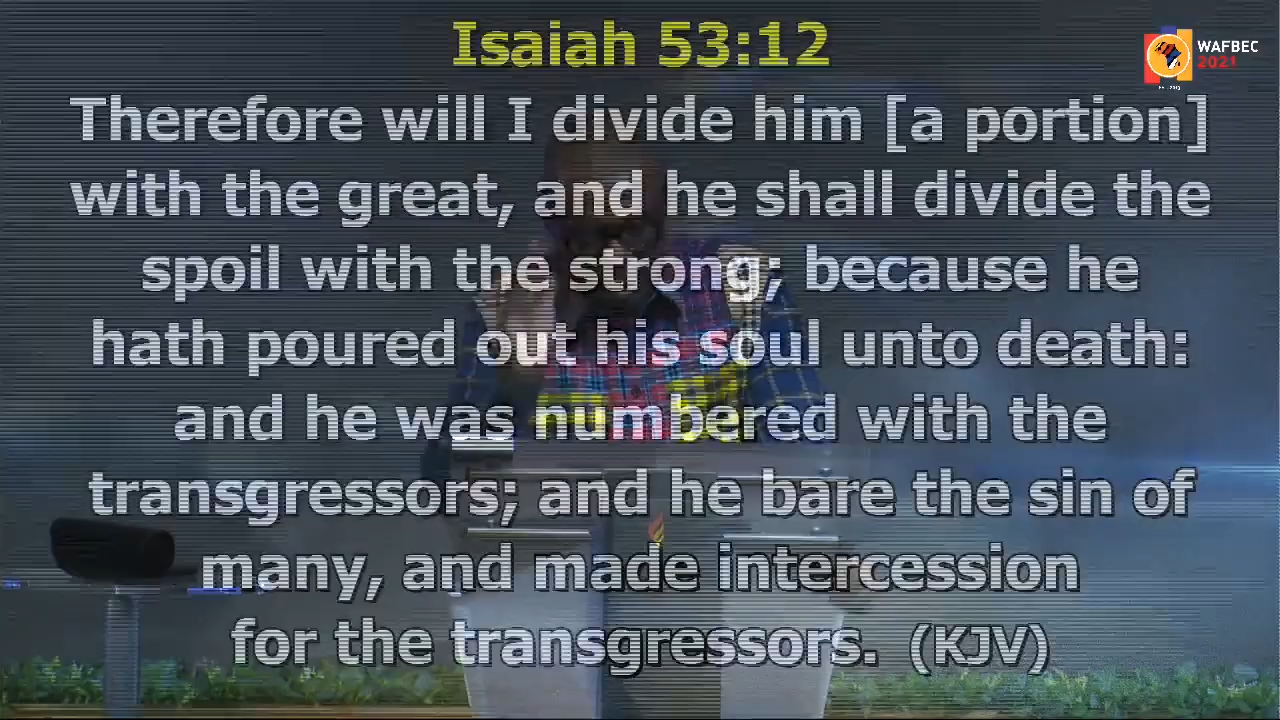 Isaiah 53:12
WAFBEC
2021
Therefore will I divide him [a portion]
with the great, and he shall divide the
spoil with the strong; because he
hath poured out his soul unto death:
and he was numbered with the
transgressors; and he bare the sin of
many, and made intercession
for the transgressors. (KJV)